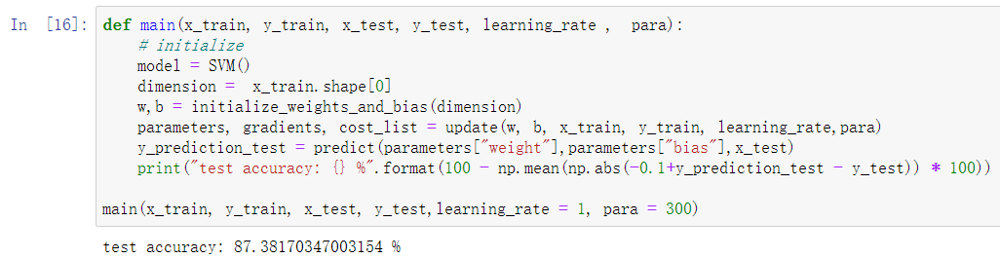 In [16]: def main(x_train, y_train, x_test, y_test, learning_rate , para):
# initialize
model = SVM()
dimension = x_train.shape[0]
w,b = initialize_weights_and_bias(dimension)
parameters, gradients, cost_list = update(w, b, x_train, y_train, learning_rate,para)
y_prediction_test = predict(parameters["weight"],parameters["bias"],x_test)
print("test accuracy: {} %".format(100 - np.mean(np.abs(-0.1+y_prediction_test - y_test)) * 100))
main(x_train, y_train, x_test, y_test,learning_rate = 1, para = 300)
test accuracy: 87.38170347003154 %